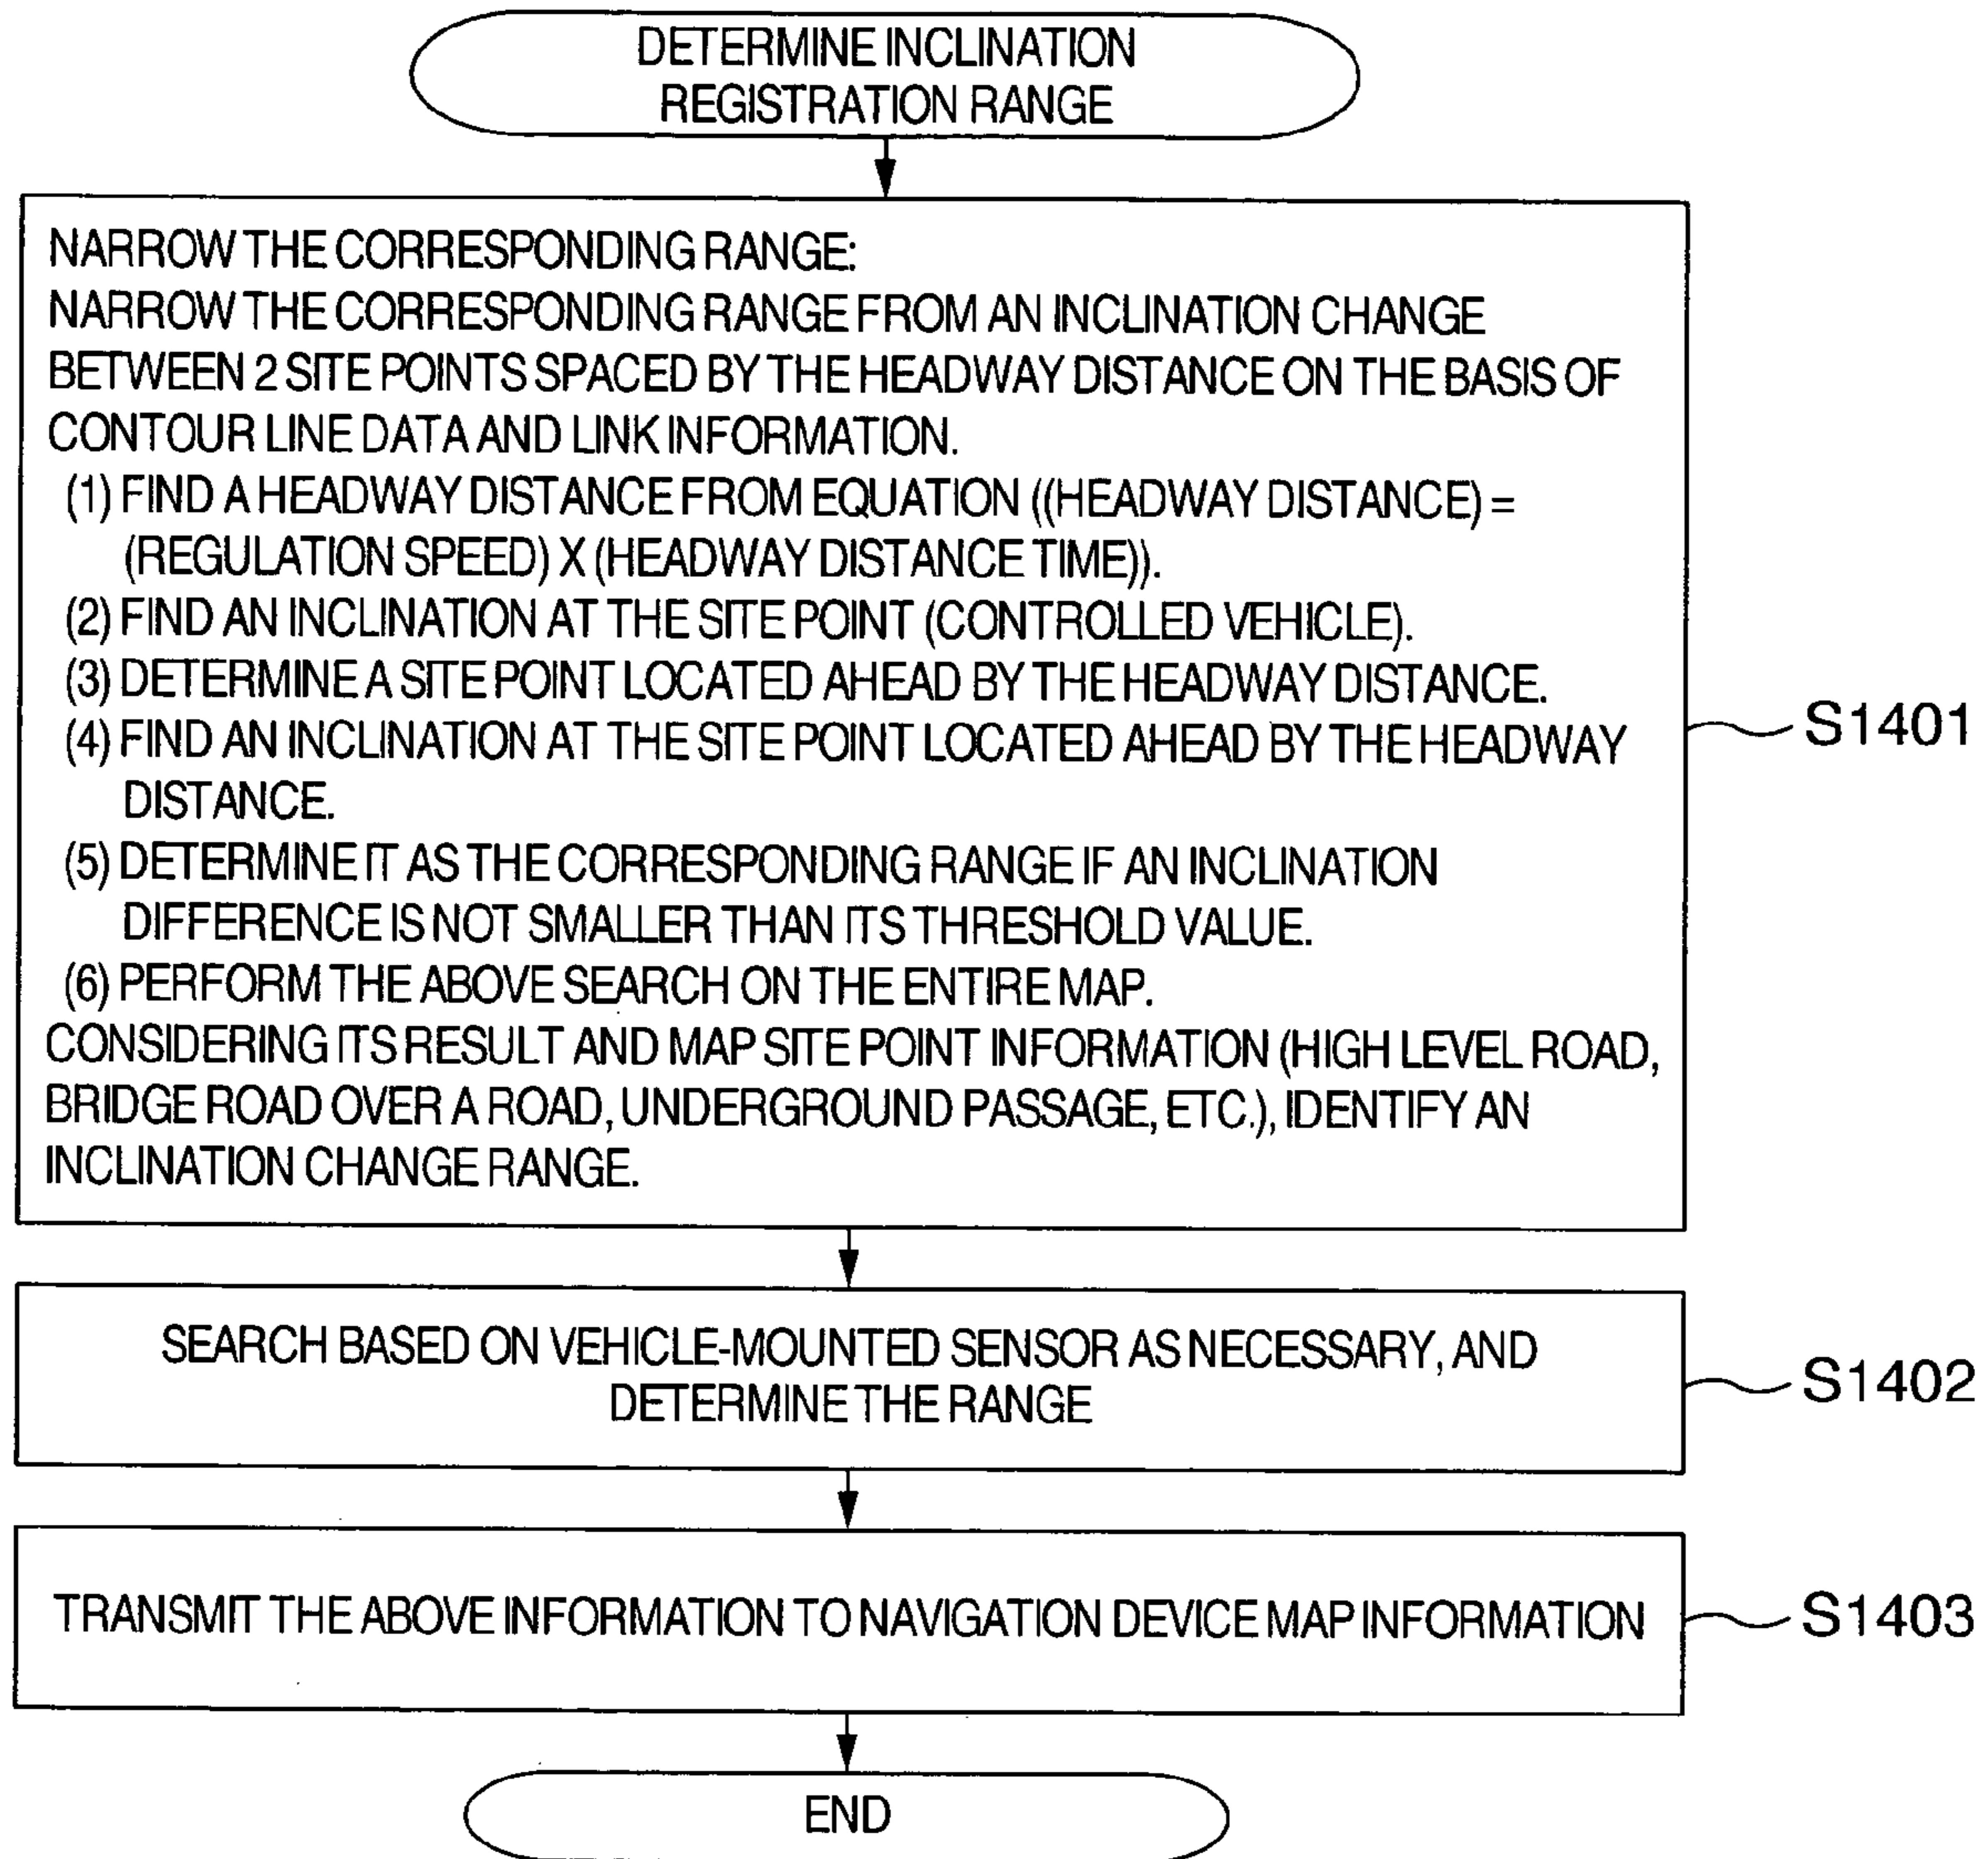 DETERMINE INCLINATION
REGISTRATION RANGE
NARROW THE CORRESPONDING RANGE:
NARROW THE CORRESPONDING RANGE FROM AN INCLINATION CHANGE
BETWEEN 2 SITE POINTS SPACED BY THE HEADWAY DISTANCE ON THE BASIS OF
CONTOUR LINE DATA AND LINK INFORMATION.
(1) FIND A HEADWAY DISTANCE FROM EQUATION ((HEADWAY DISTANCE) =
(REGULATION SPEED) X (HEADWAY DISTANCE TIME)).
(2) FIND AN INCLINATION AT THE SITE POINT (CONTROLLED VEHICLE).
(3) DETERMINE A SITE POINT LOCATED AHEAD BY THE HEADWAY DISTANCE.
(4) FIND AN INCLINATION AT THE SITE POINT LOCATED AHEAD BY THE HEADWAY
DISTANCE.
(5) DETERMINE IT AS THE CORRESPONDING RANGE IF AN INCLINATION
DIFFERENCE IS NOT SMALLER THAN ITS THRESHOLD VALUE.
(6) PERFORM THE ABOVE SEARCH ON THE ENTIRE MAP.
CONSIDERING ITS RESULT AND MAP SITE POINT INFORMATION (HIGH LEVEL ROAD,
BRIDGE ROAD OVER A ROAD, UNDERGROUND PASSAGE, ETC.), IDENTIFY AN
INCLINATION CHANGE RANGE.
S1401
SEARCH BASED ON VEHICLE-MOUNTED SENSOR AS NECESSARY, AND
DETERMINE THE RANGE
S1402
TRANSMIT THE ABOVE INFORMATION TO NAVIGATION DEVICE MAP INFORMATION
S1403
END